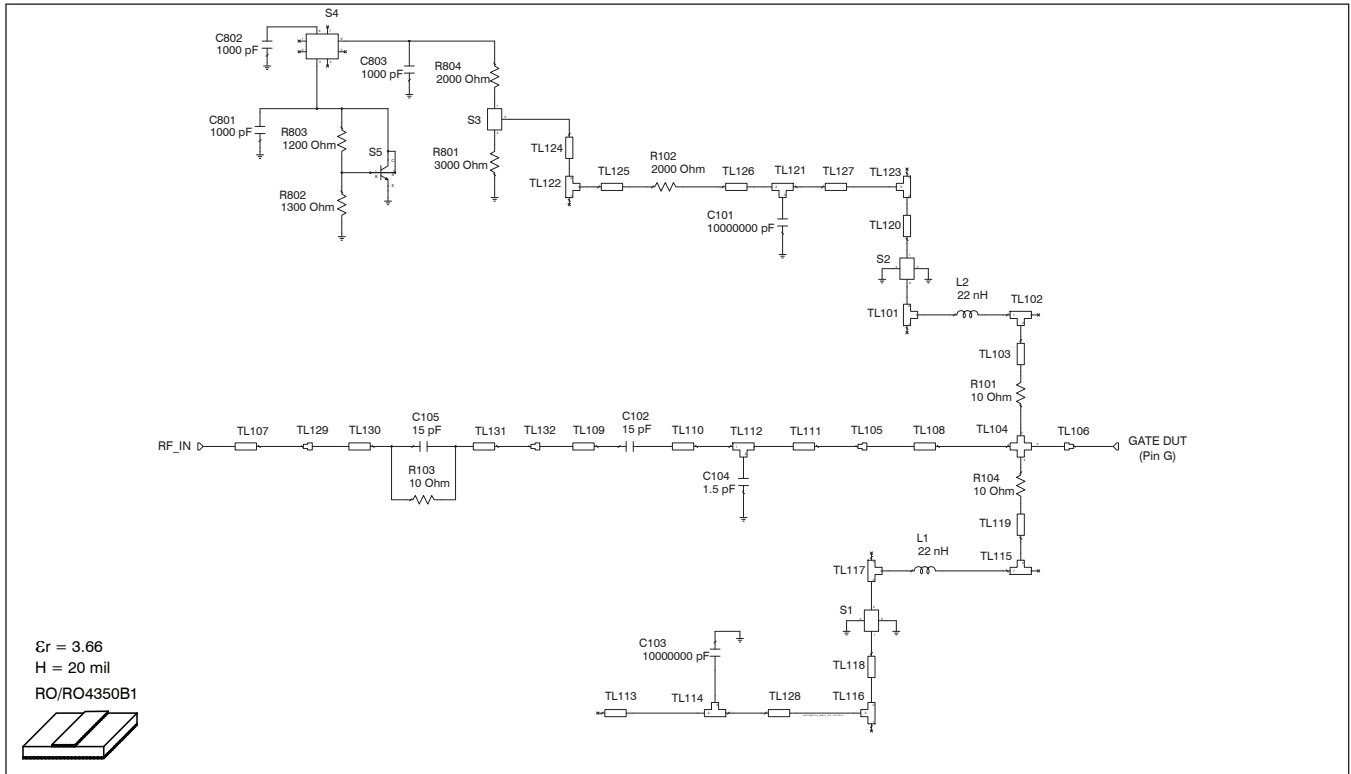 S4
C802
1000 pF
C803
1000 pF
R804
2000 Ohm
C801
1000 pF
R803
1200 Ohm
S5
S3
R801
3000 Ohm
R802
1300 Ohm
TL124
TL125
R102
2000 Ohm
TL126
TL121
TL127
TL123
TL122
C101
10000000 pF
TL120
S2
L2
22 nH
TL102
TL101
TL103
R101
10 Ohm
RF_IN
TL107
TL129
TL130
C105
15 pF
TL131
TL132
TL109
C102
15 pF
TL110
TL112
TL111
TL105
TL108
TL104
TL106
GATE DUT
(Pin G)
R103
10 Ohm
C104
1.5 pF
R104
10 Ohm
TL119
L1
22 nH
TL115
TL117
S1
C103
10000000 pF
TL118
TL113
TL114
TL128
TL116
Ɛr = 3.66
H = 20 mil
RO/RO4350B1